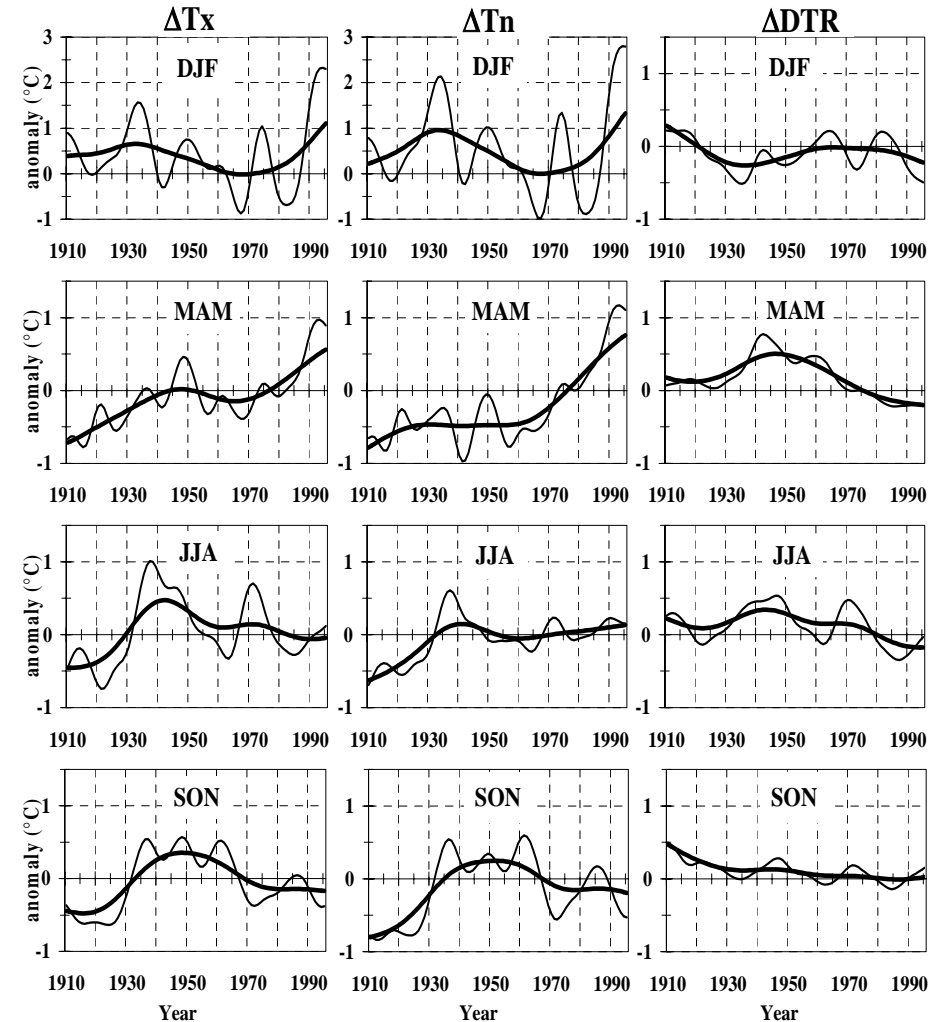 ΔTx ΔTn ΔDTR
3 3
DJF DJF DJF
2 2
1 1 1
0 0 0
-1 -1 -1
anomaly (°C)
1910 1930 1950 1970 1990 1910 1930 1950 1970 1990 1910 1930 1950 1970 1990
MAM MAM MAM
1 1 1
0 0 0
-1 -1 -1
anomaly (°C)
1910 1930 1950 1970 1990 1910 1930 1950 1970 1990 1910 1930 1950 1970 1990
JJA JJA JJA
1 1 1
0 0 0
-1 -1 -1
anomaly (°C)
1910 1930 1950 1970 1990 1910 1930 1950 1970 1990 1910 1930 1950 1970 1990
SON SON SON
1 1 1
0 0 0
-1 -1 -1
anomaly (°C)
1910 1930 1950 1970 1990 1910 1930 1950 1970 1990 1910 1930 1950 1970 1990
Year Year Year